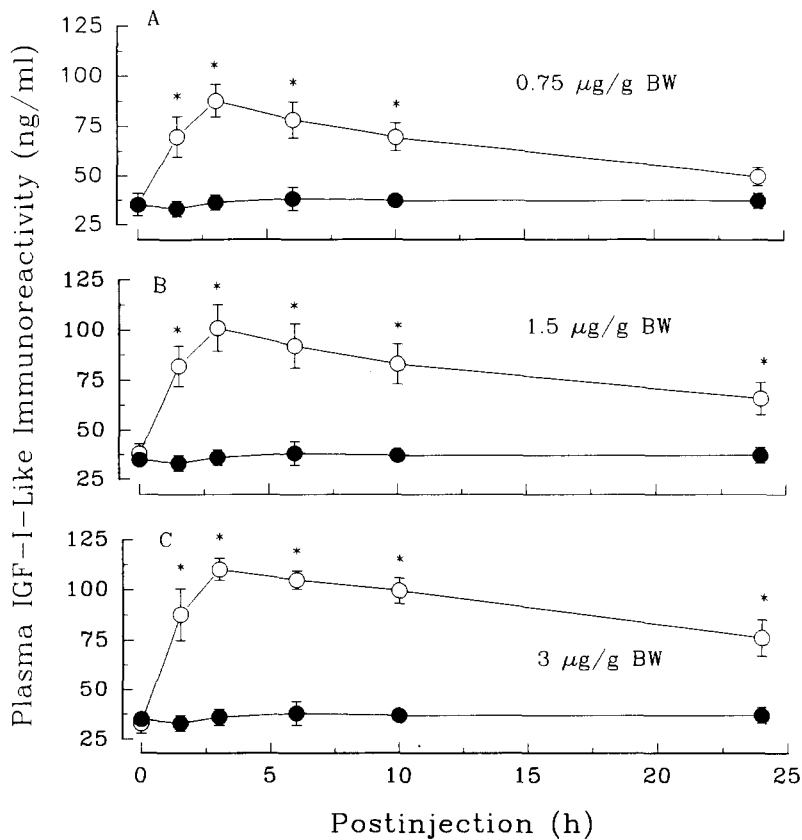 Plasma IGF-I-Like Immunoreactivity (ng/ml)
A
125
100
75
50
25
0.75 μg/g BW
* * * *
B
125
100
75
50
25
1.5 μg/g BW
* * * * *
C
125
100
75
50
25
3 μg/g BW
* * * * *
0 5 10 15 20 25
Postinjection (h)